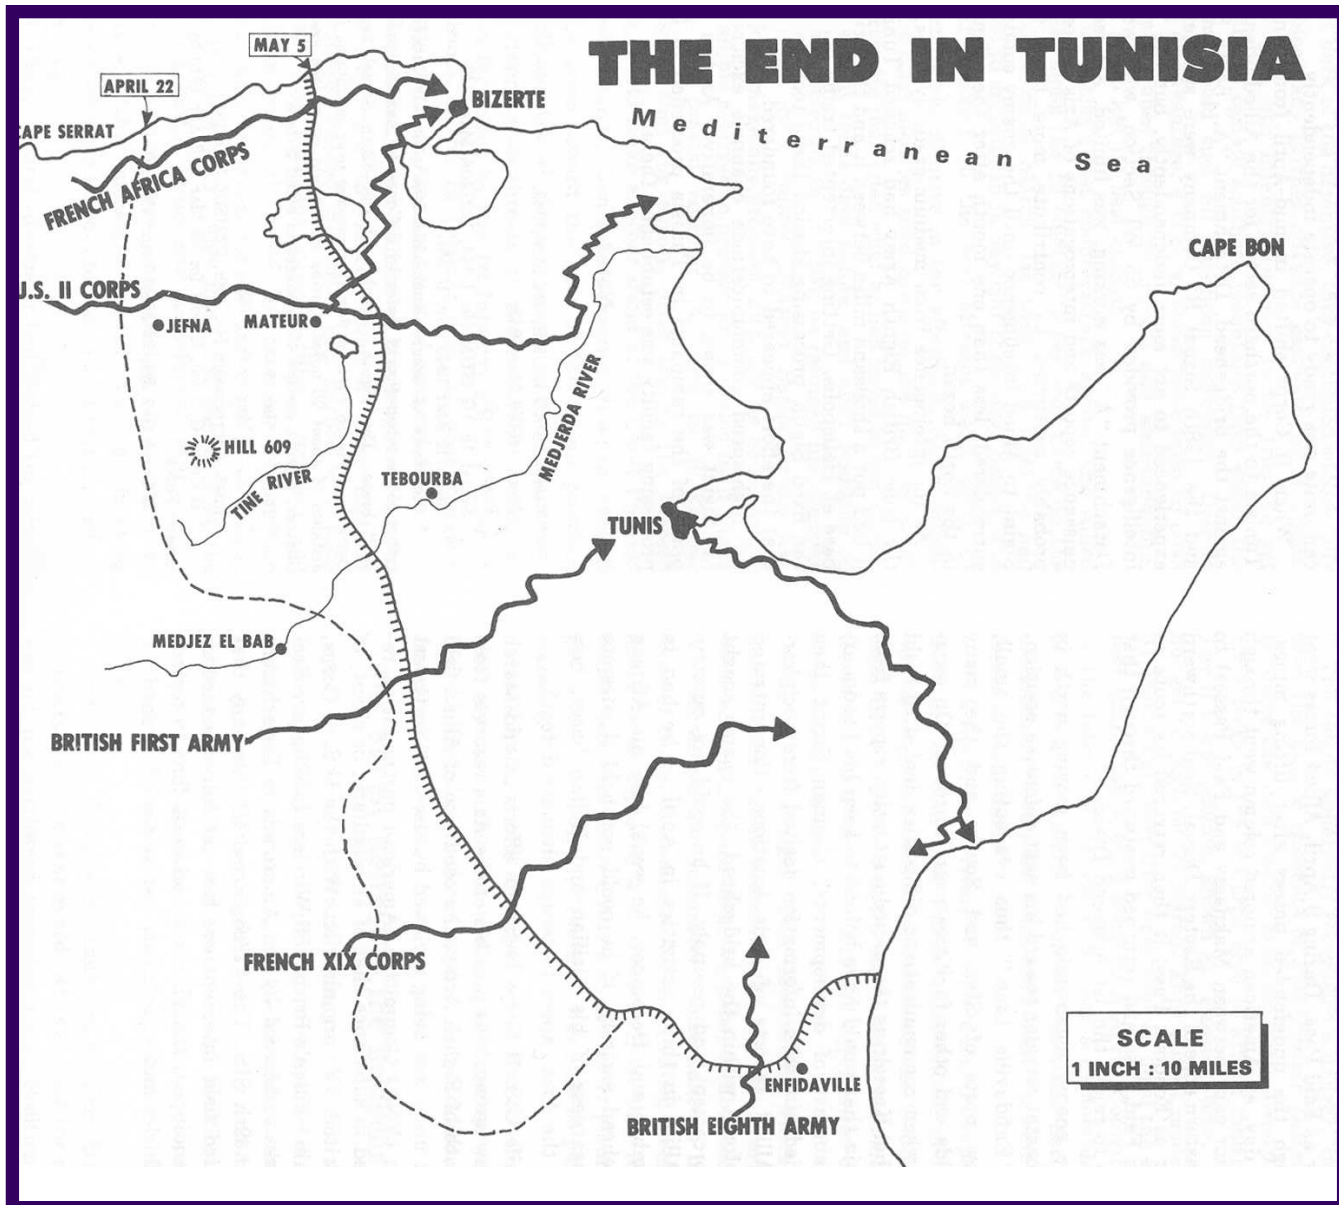 THE END IN TUNISIA
MAY 5
APRIL 22
BIZERTE
CAPE SERRAT
Mediterranean Sea
FRENCH AFRICA CORPS
CAPE BON
U.S. II CORPS
JEFNA
MATEUR
MEDJERDA RIVER
HILL 609
TINE RIVER
TEBOURBA
TUNIS
MEDJEZ EL BAB
BRITISH FIRST ARMY
FRENCH XIX CORPS
SCALE
1 INCH : 10 MILES
ENFIDAVILLE
BRITISH EIGHTH ARMY